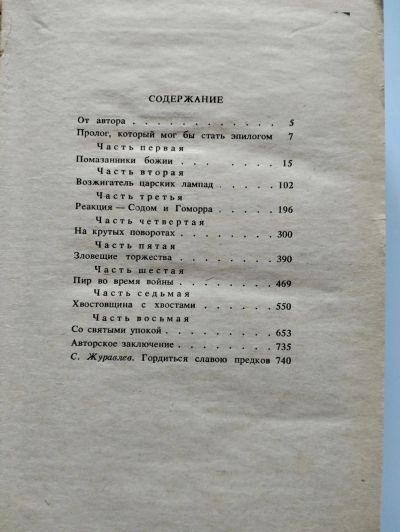 СОДЕРЖАНИЕ
От автора . . . . . . . . . . . . . 5
Пролог, который мог бы стать эпилогом 7
Часть первая
Помазанники божии . . . . . . . . . 15
Часть вторая
Возжигатель царских лампад . . . . . . 102
Часть третья
Реакция — Содом и Гоморра . . . . . . 196
Часть четвертая
На крутых поворотах . . . . . . . . 300
Часть пятая
Зловещие торжества . . . . . . . . . 390
Часть шестая
Пир во время войны . . . . . . . . 469
Часть седьмая
Хвостовщина с хвостами . . . . . . . 550
Часть восьмая
Со святыми упокой . . . . . . . . . 653
Авторское заключение . . . . . . . . 735
С. Журавлев. Гордиться славою предков 740